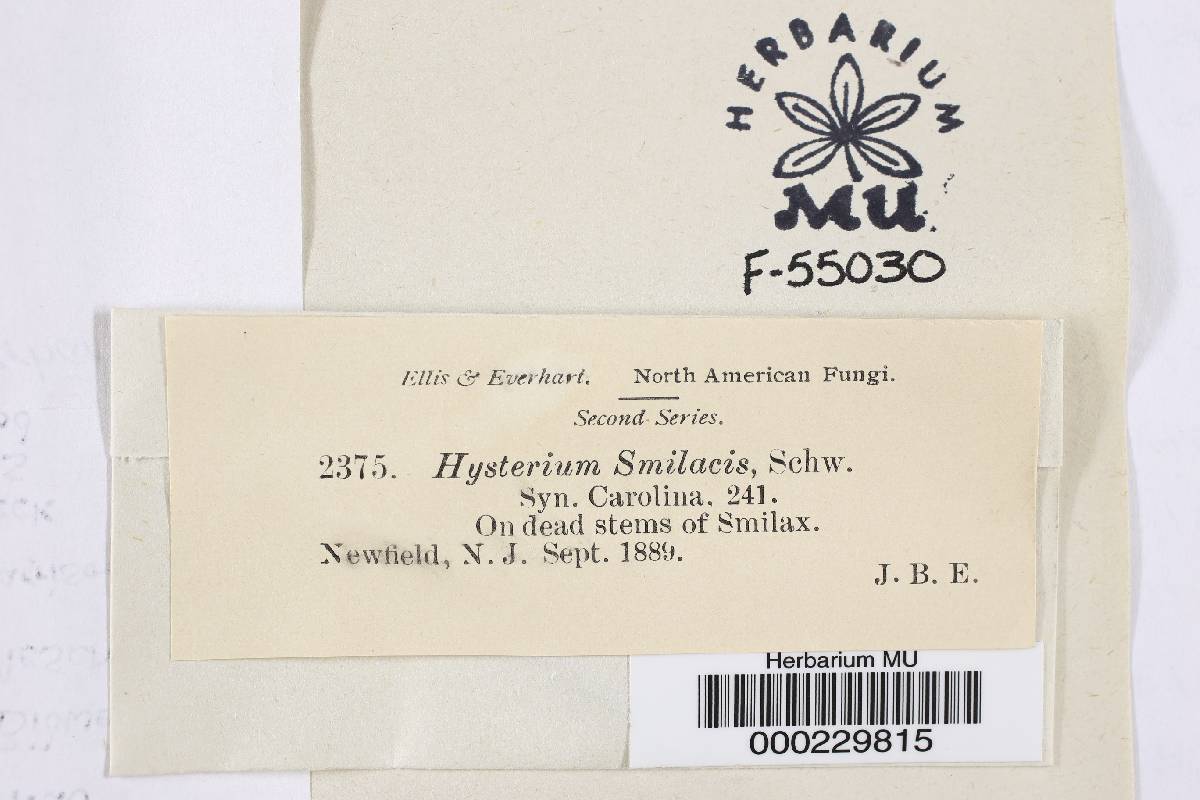 HERBARIUM
MU
F-55030
Ellis & Everhart. North American Fungi.
Second Series.
2375. Hysterium Smilacis, Schw.
Syn. Carolina. 241.
On dead stems of Smilax.
Newfield, N. J. Sept. 1889.
J. B. E.
Herbarium MU
000229815